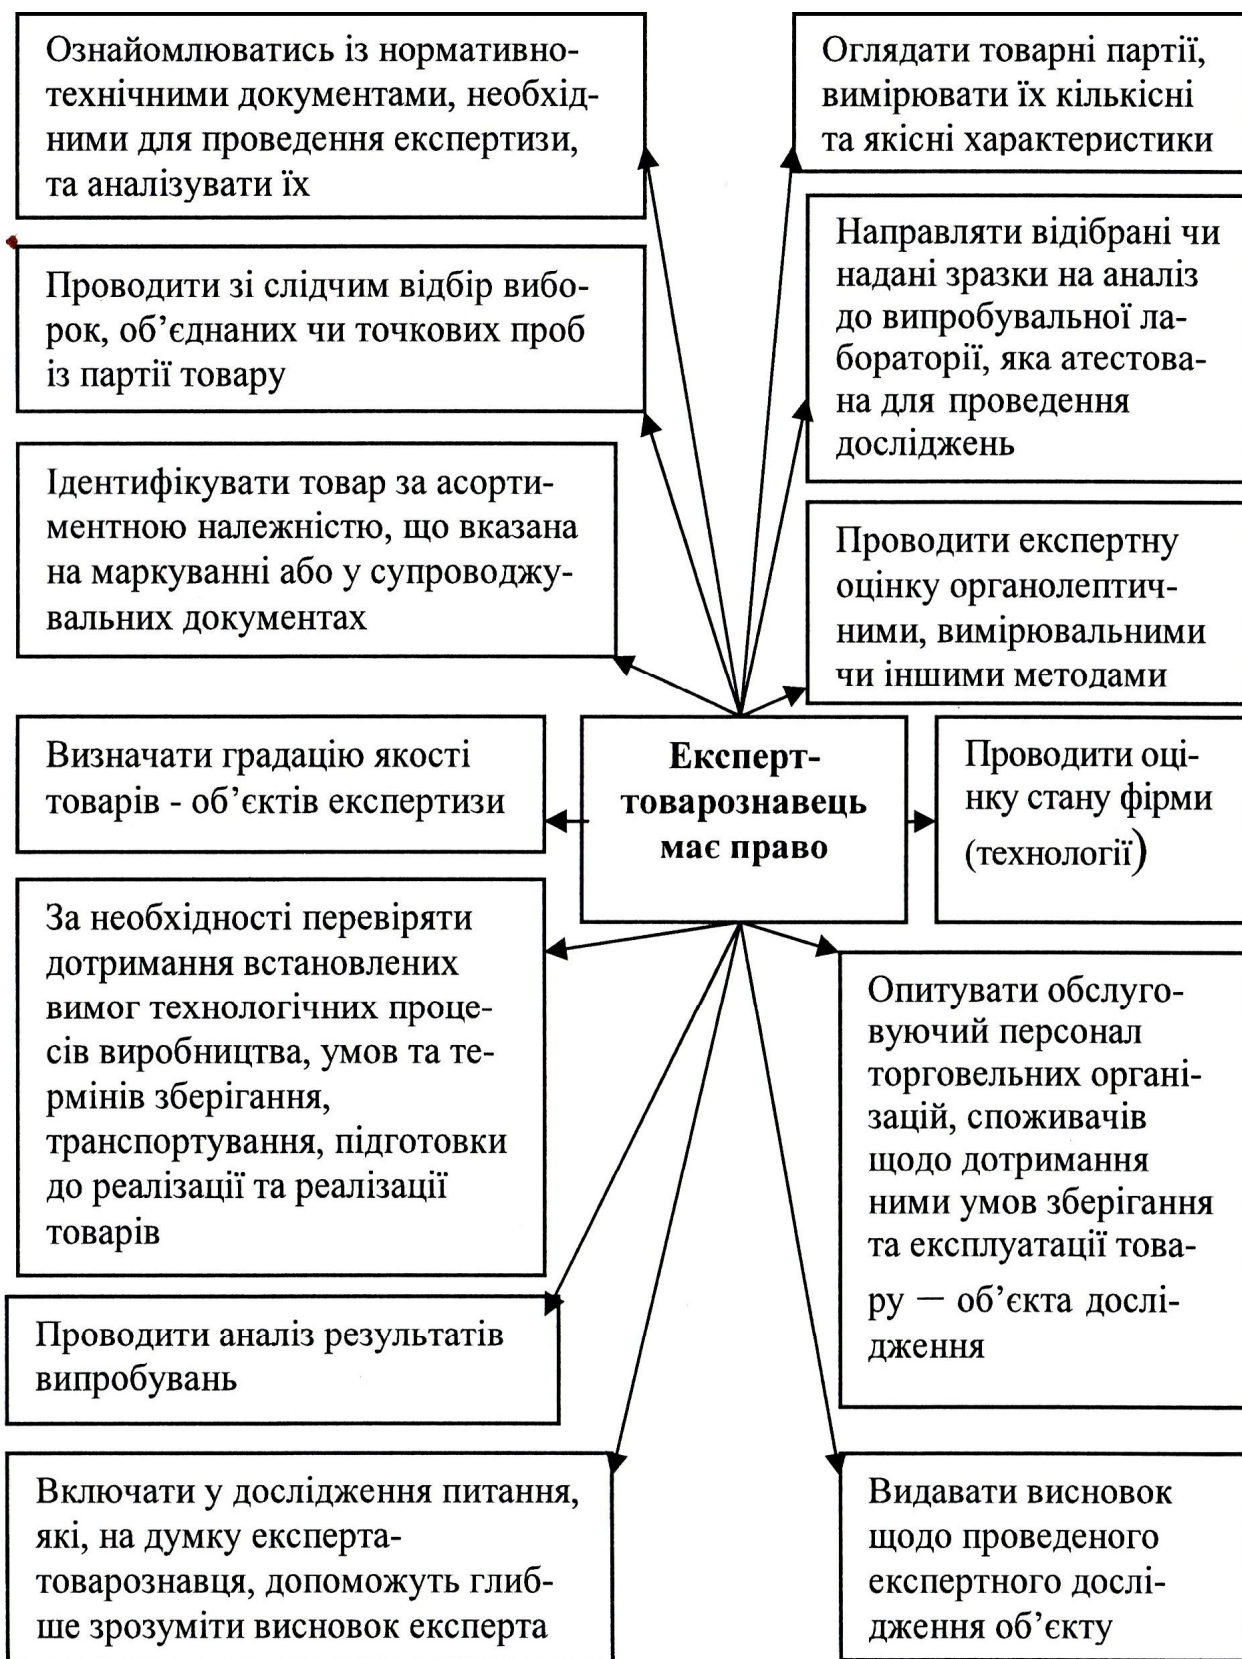 Ознайомлюватись із нормативно-
технічними документами, необхід-
ними для проведення експертизи,
та аналізувати їх
Оглядати товарні партії,
вимірювати їх кількісні
та якісні характеристики
Проводити зі слідчим відбір вибо-
рок, об’єднаних чи точкових проб
із партії товару
Направляти відібрані чи
надані зразки на аналіз
до випробувальної ла-
бораторії, яка атестова-
на для проведення
досліджень
Ідентифікувати товар за асорти-
ментною належністю, що вказана
на маркуванні або у супроводжу-
вальних документах
Проводити експертну
оцінку органолептич-
ними, вимірювальними
чи іншими методами
Визначати градацію якості
товарів - об’єктів експертизи
Експерт-
товарознавець
має право
Проводити оці-
нку стану фірми
(технології)
За необхідності перевіряти
дотримання встановлених
вимог технологічних проце-
сів виробництва, умов та те-
рмінів зберігання,
транспортування, підготовки
до реалізації та реалізації
товарів
Опитувати обслуго-
вуючий персонал
торговельних органі-
зацій, споживачів
щодо дотримання
ними умов зберігання
та експлуатації това-
ру — об’єкта дослі-
дження
Проводити аналіз результатів
випробувань
Включати у дослідження питання,
які, на думку експерта-
товарознавця, допоможуть глиб-
ше зрозуміти висновок експерта
Видавати висновок
щодо проведеного
експертного дослі-
дження об’єкту